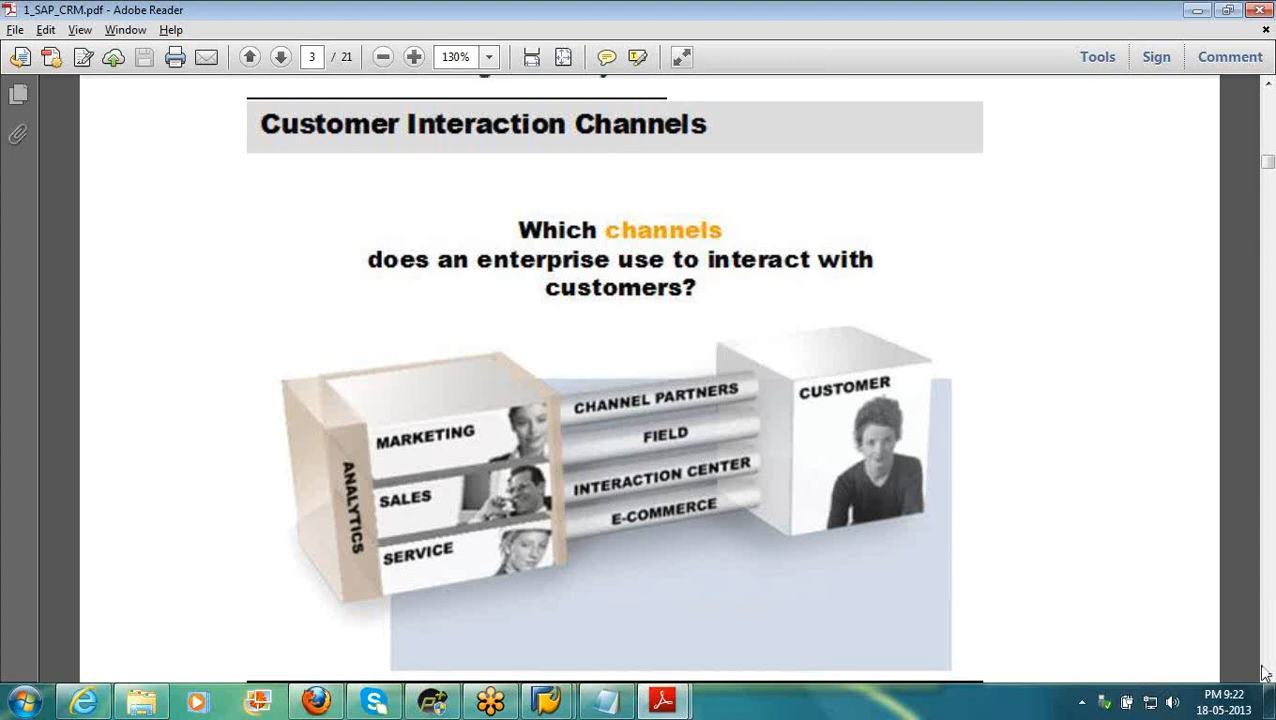 1_SAP_CRM.pdf - Adobe Reader
File Edit View Window Help
3 / 21 130% Tools Sign Comment
Customer Interaction Channels
Which channels
does an enterprise use to interact with
customers?
ANALYTICS
MARKETING
SALES
SERVICE
CHANNEL PARTNERS
FIELD
INTERACTION CENTER
E-COMMERCE
CUSTOMER
PM 9:22
18-05-2013